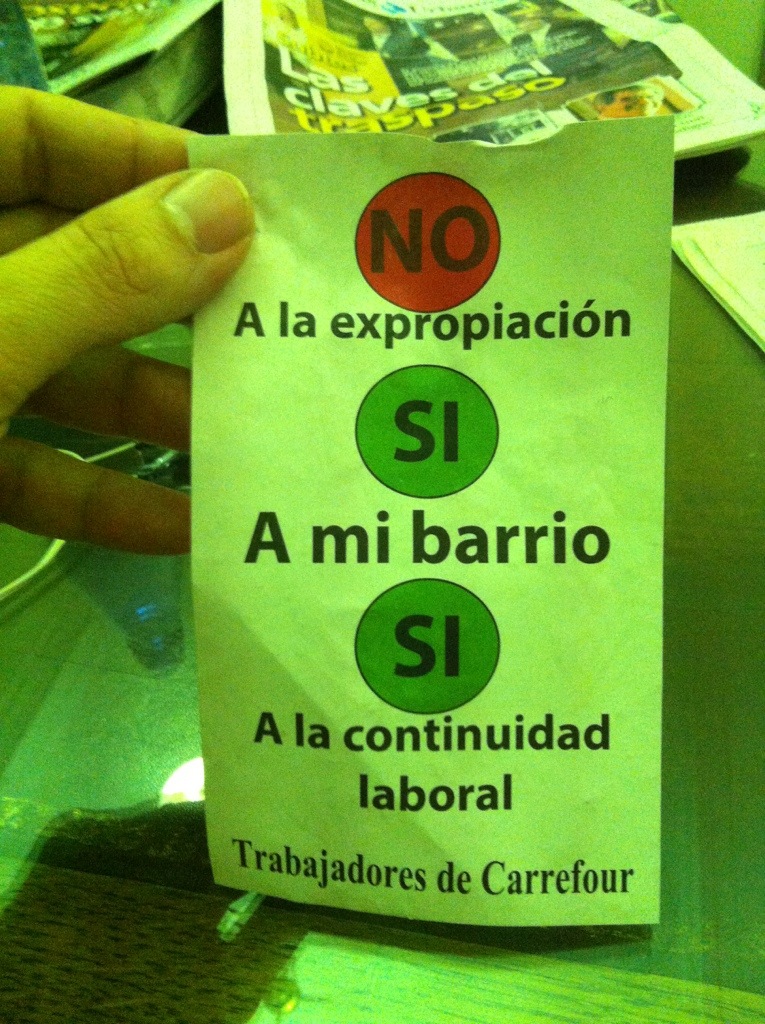 Las
claves del
traspaso
NO
A la expropiación
SI
A mi barrio
SI
A la continuidad
laboral
Trabajadores de Carrefour